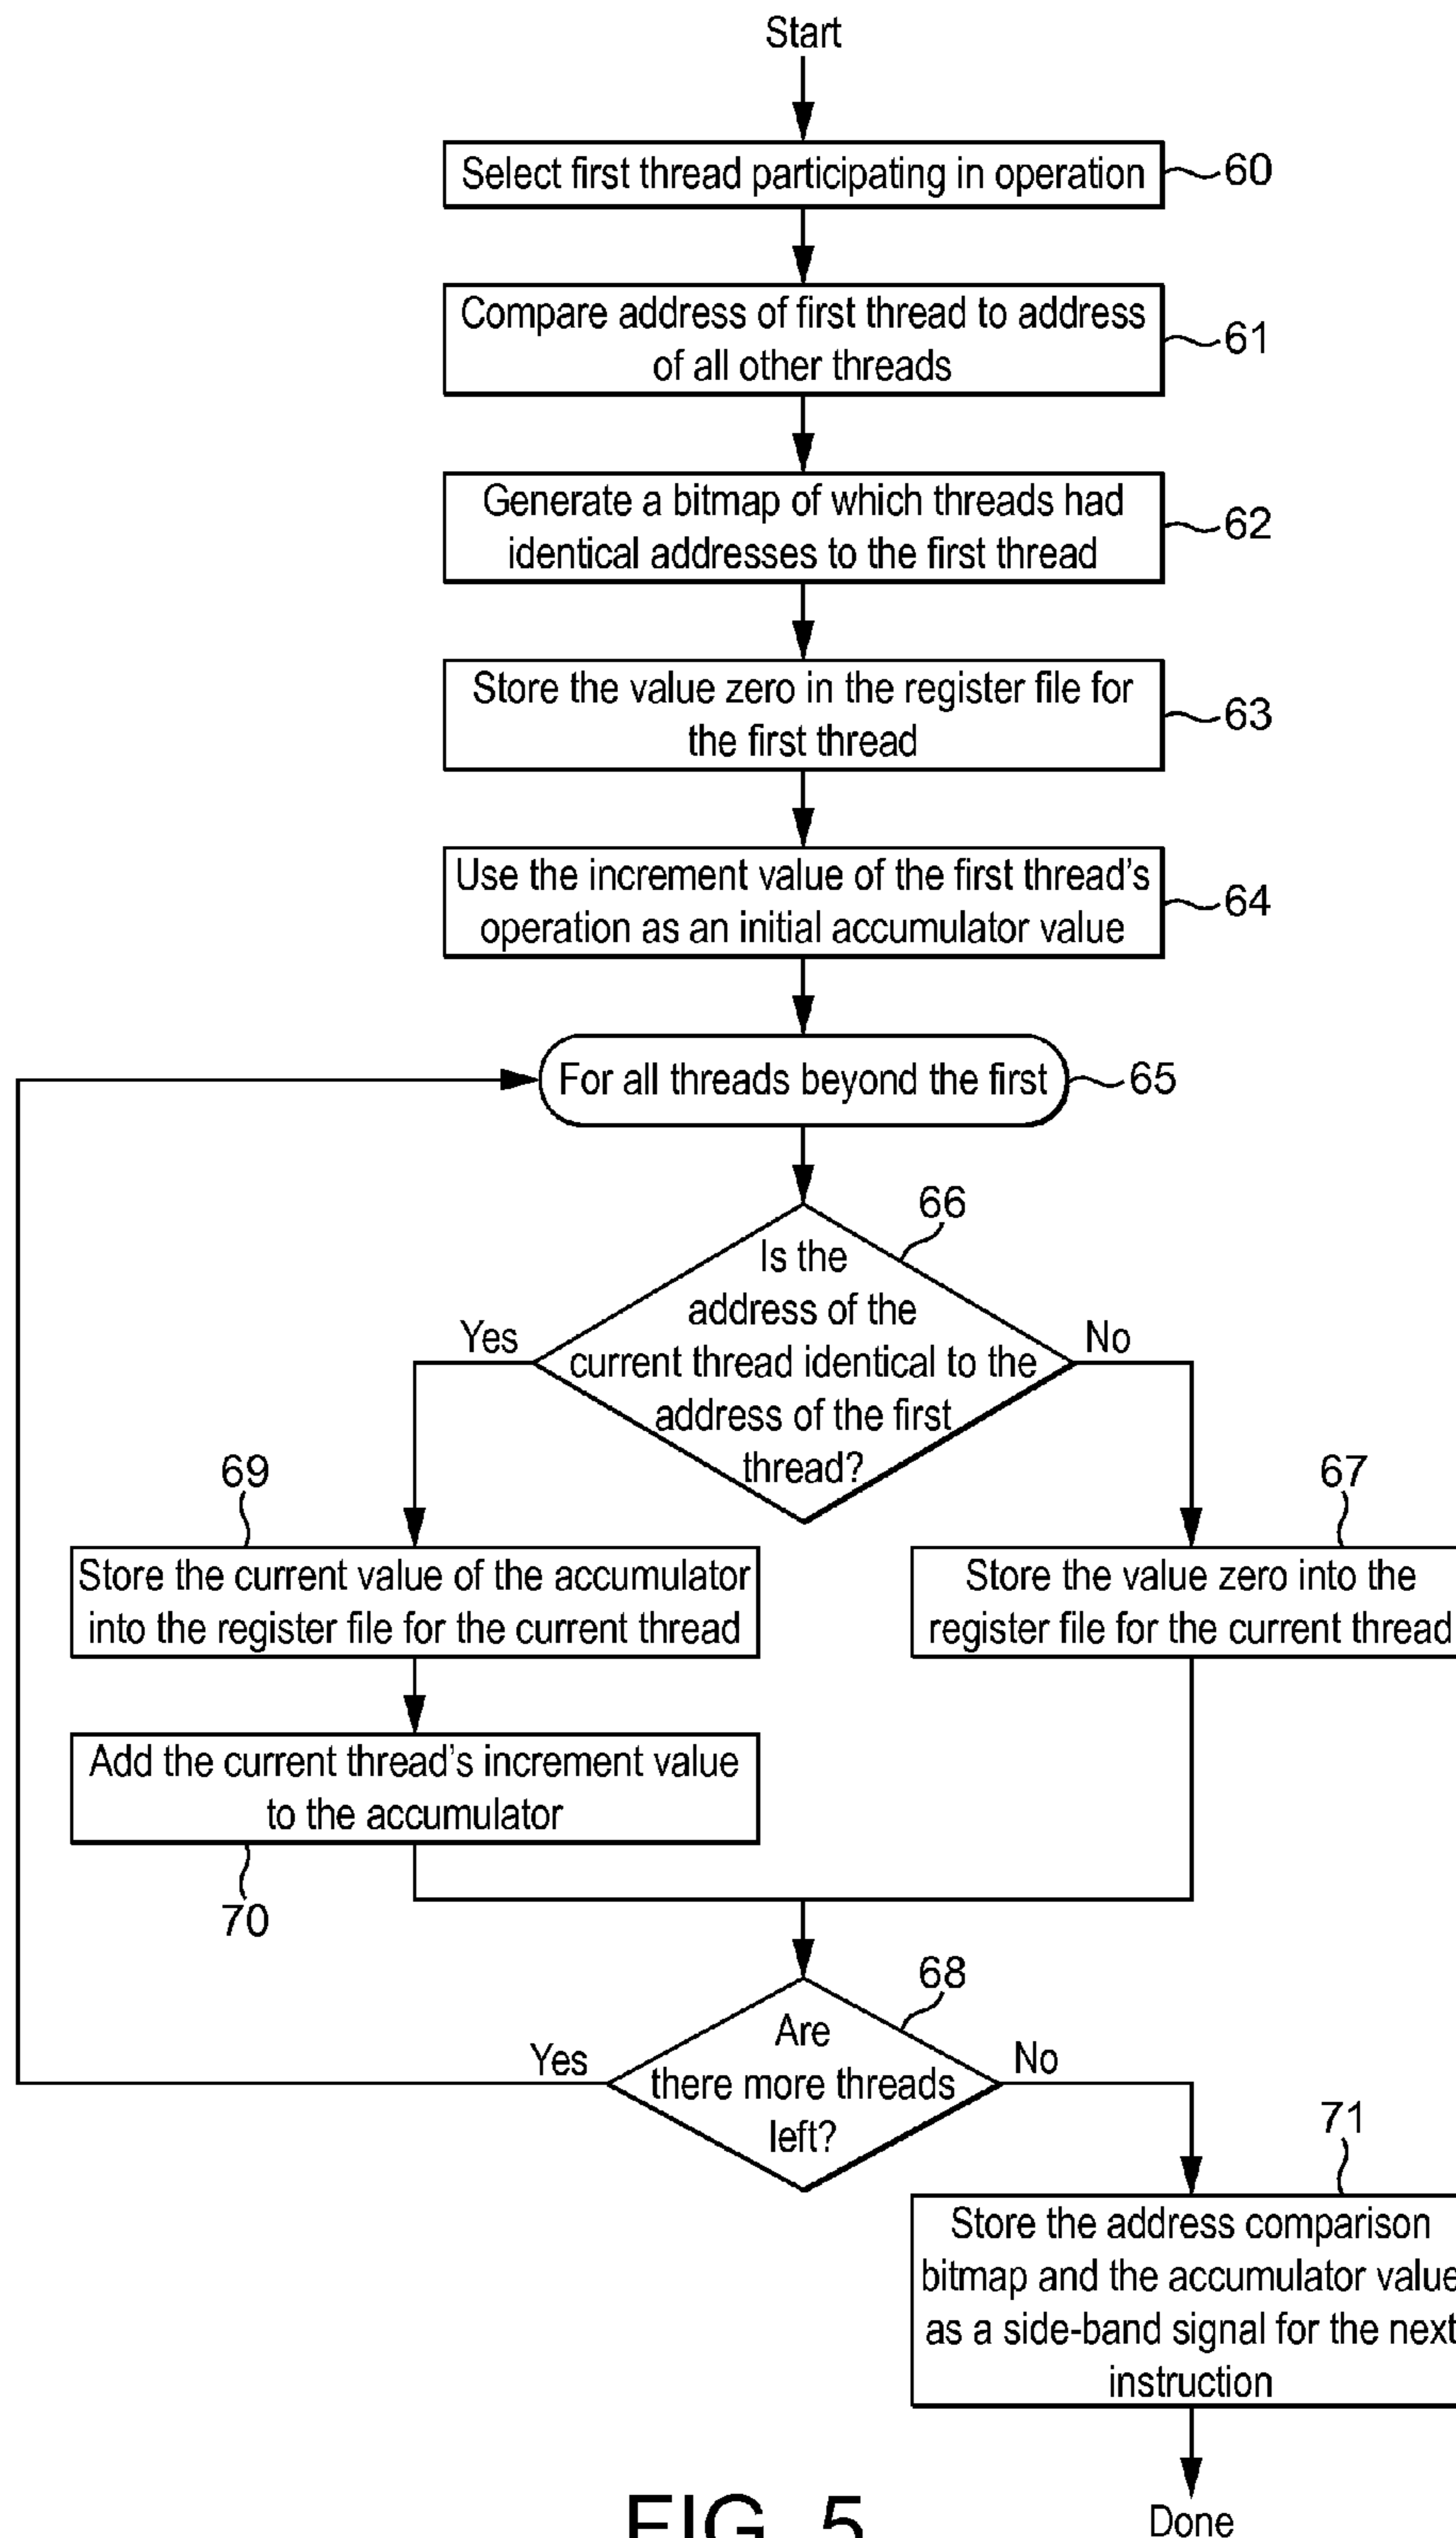 Start
Select first thread participating in operation
60
Compare address of first thread to address
of all other threads
61
Generate a bitmap of which threads had
identical addresses to the first thread
62
Store the value zero in the register file for
the first thread
63
Use the increment value of the first thread's
operation as an initial accumulator value
64
For all threads beyond the first
65
66
Is the
address of the
current thread identical to the
address of the first
thread?
Yes
No
69
Store the current value of the accumulator
into the register file for the current thread
67
Store the value zero into the
register file for the current thread
Add the current thread's increment value
to the accumulator
70
68
Are
there more threads
left?
Yes
No
71
Store the address comparison
bitmap and the accumulator value
as a side-band signal for the next
instruction
Done
FIG. 5